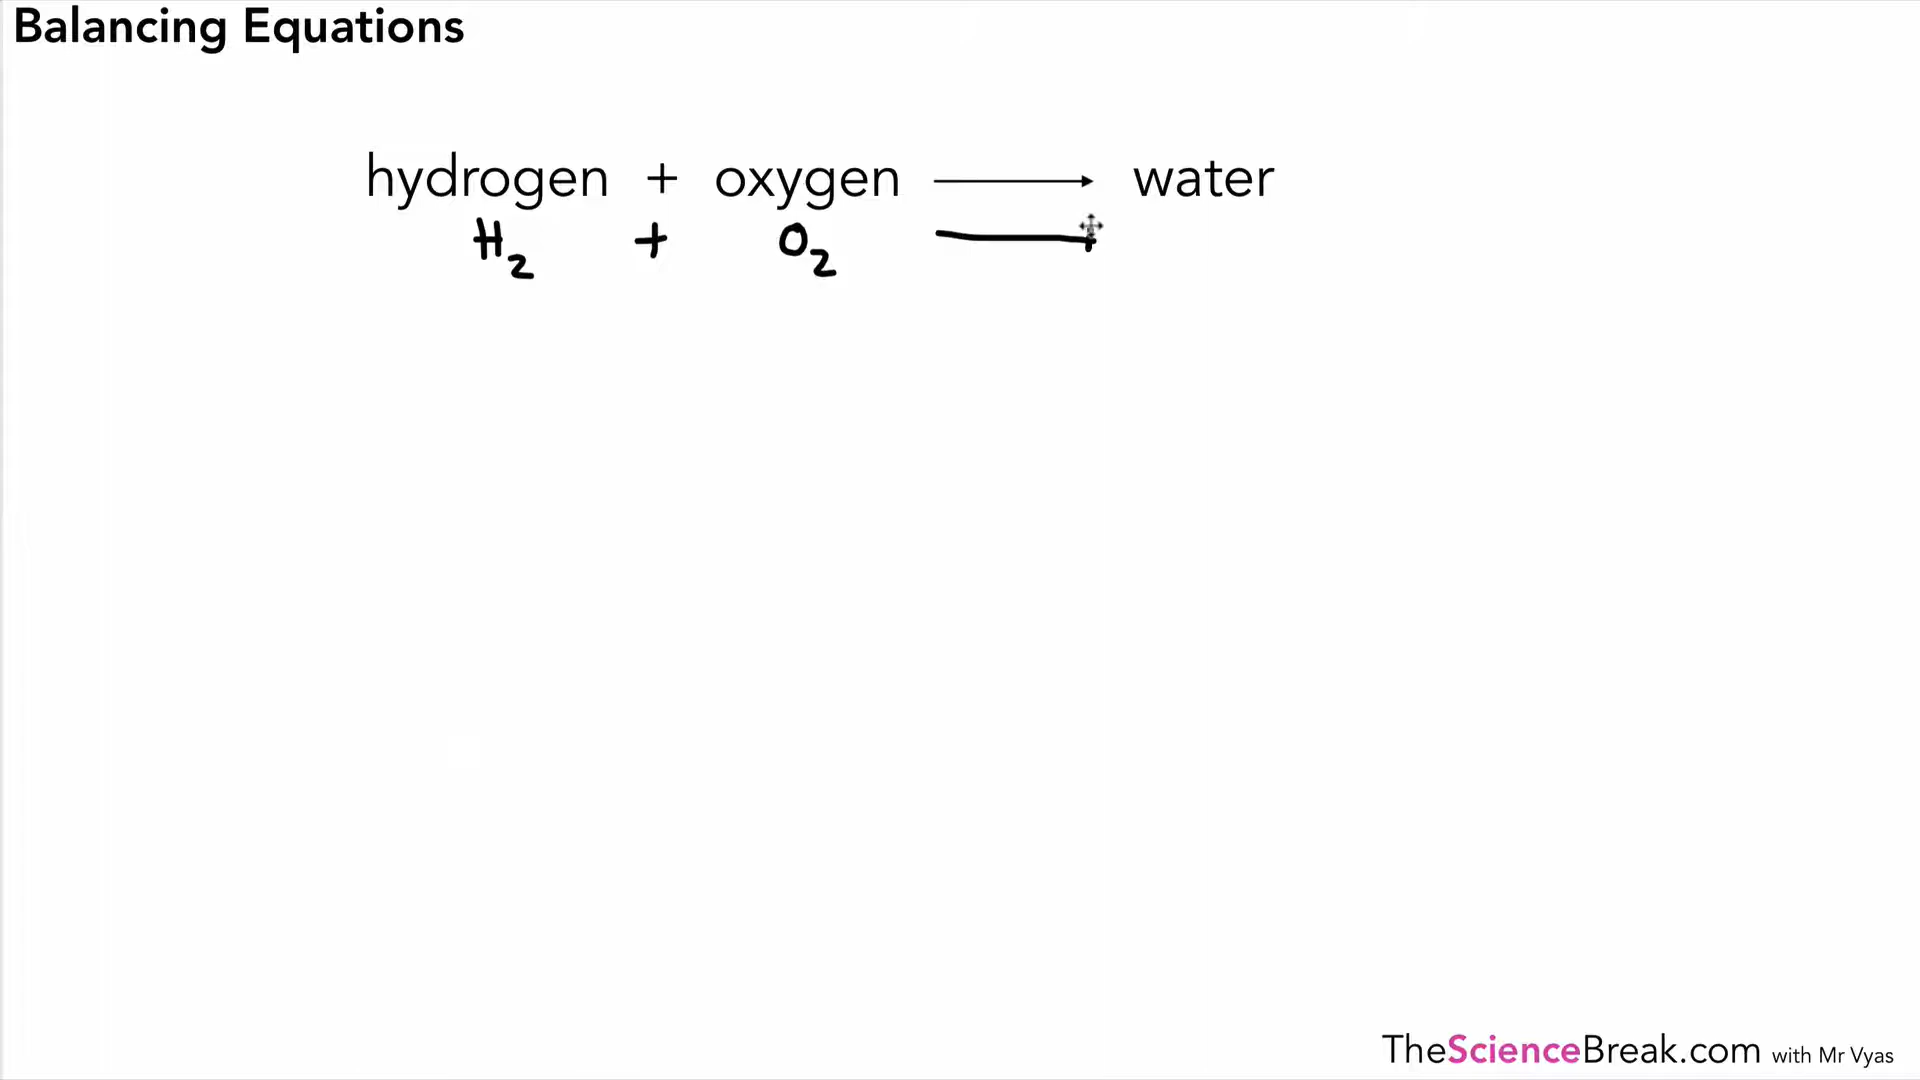 Balancing Equations
hydrogen + oxygen ⟶ water
H₂ + O₂
TheScienceBreak.com with Mr Vyas